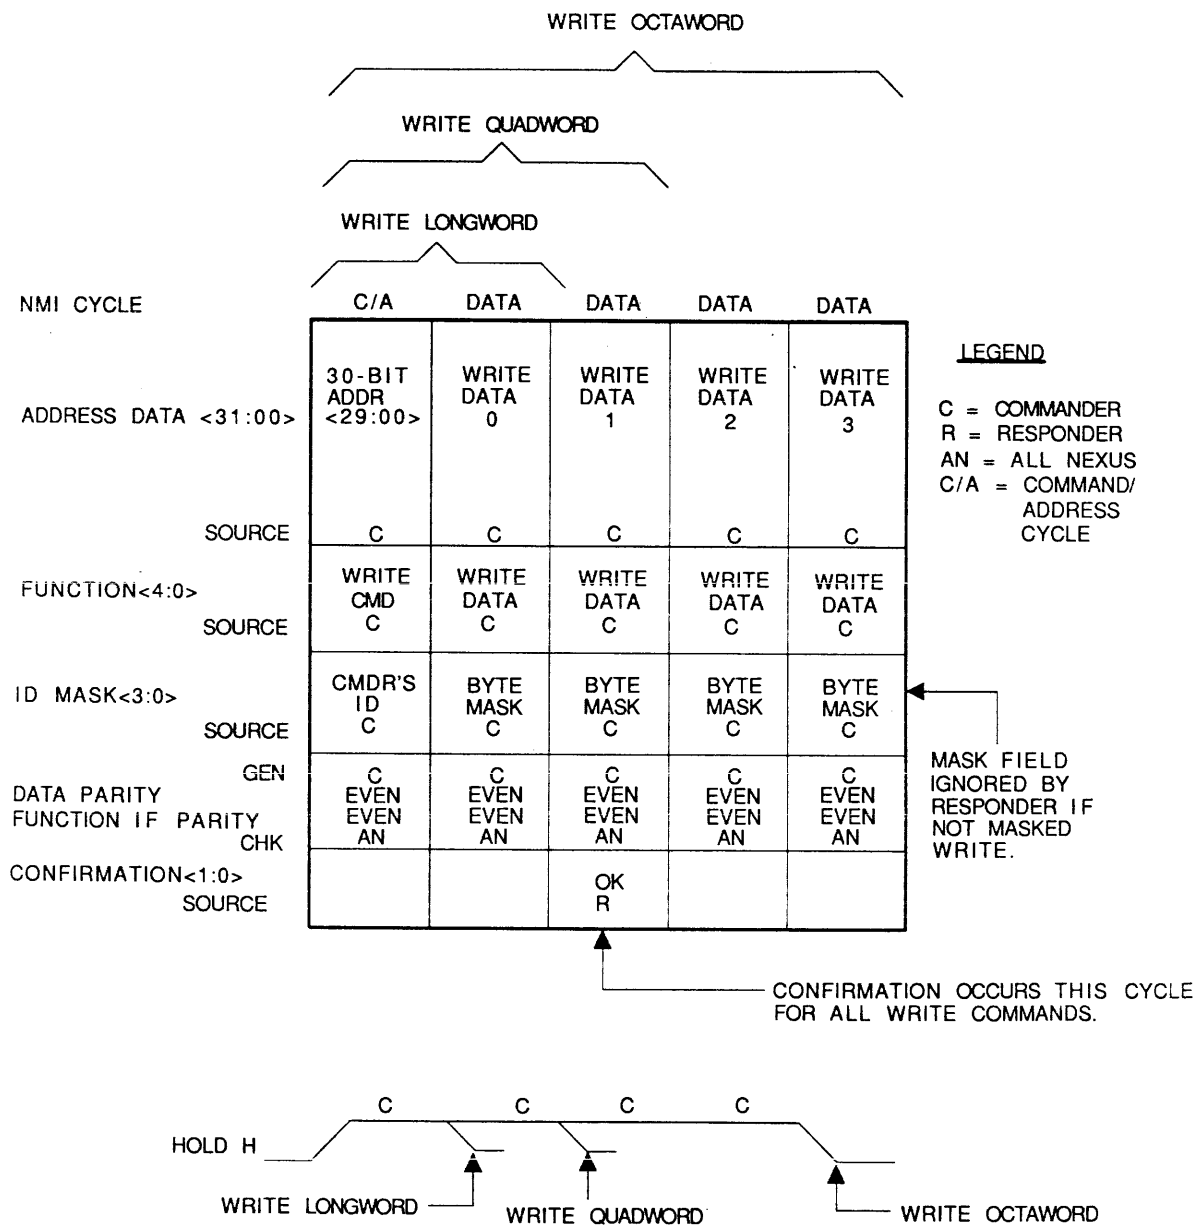 WRITE OCTAWORD
WRITE QUADWORD
WRITE LONGWORD
NMI CYCLE C/A DATA DATA DATA DATA
30-BIT WRITE WRITE WRITE WRITE
ADDR DATA DATA DATA DATA
ADDRESS DATA <31:00> <29:00> 0 1 2 3
SOURCE C C C C C
LEGEND
C = COMMANDER
R = RESPONDER
AN = ALL NEXUS
C/A = COMMAND/
ADDRESS
CYCLE
WRITE WRITE WRITE WRITE WRITE
FUNCTION<4:0> CMD DATA DATA DATA DATA
SOURCE C C C C C
CMDR'S BYTE BYTE BYTE BYTE
ID MASK<3:0> ID MASK MASK MASK MASK
SOURCE C C C C C
GEN C C C C C
DATA PARITY EVEN EVEN EVEN EVEN EVEN
FUNCTION IF PARITY EVEN EVEN EVEN EVEN EVEN
CHK AN AN AN AN AN
MASK FIELD
IGNORED BY
RESPONDER IF
NOT MASKED
WRITE.
CONFIRMATION<1:0> OK
SOURCE R
CONFIRMATION OCCURS THIS CYCLE
FOR ALL WRITE COMMANDS.
C C C C
HOLD H
WRITE LONGWORD WRITE QUADWORD WRITE OCTAWORD